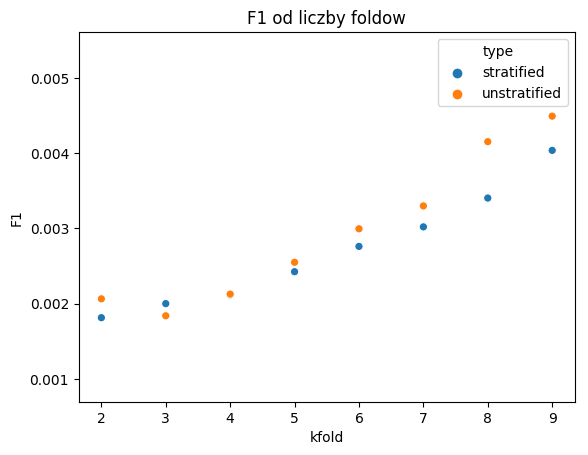 F1 od liczby foldow
type
stratified
unstratified
0.005
0.004
0.003
0.002
0.001
F1
2 3 4 5 6 7 8 9
kfold